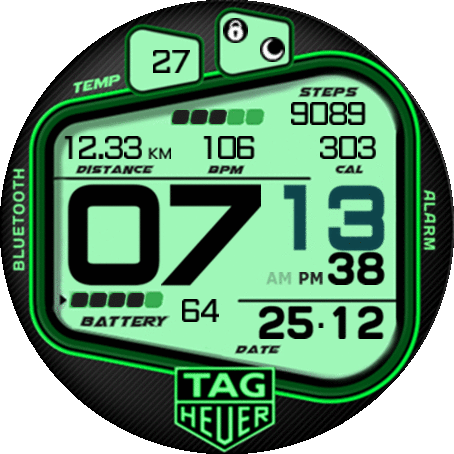 27
TEMP
STEPS
9089
12.33 KM 106 303
DISTANCE BPM CAL
07 13
AM PM 38
BATTERY 64
25·12
DATE
BLUETOOTH
ALARM
TAG
HEUER